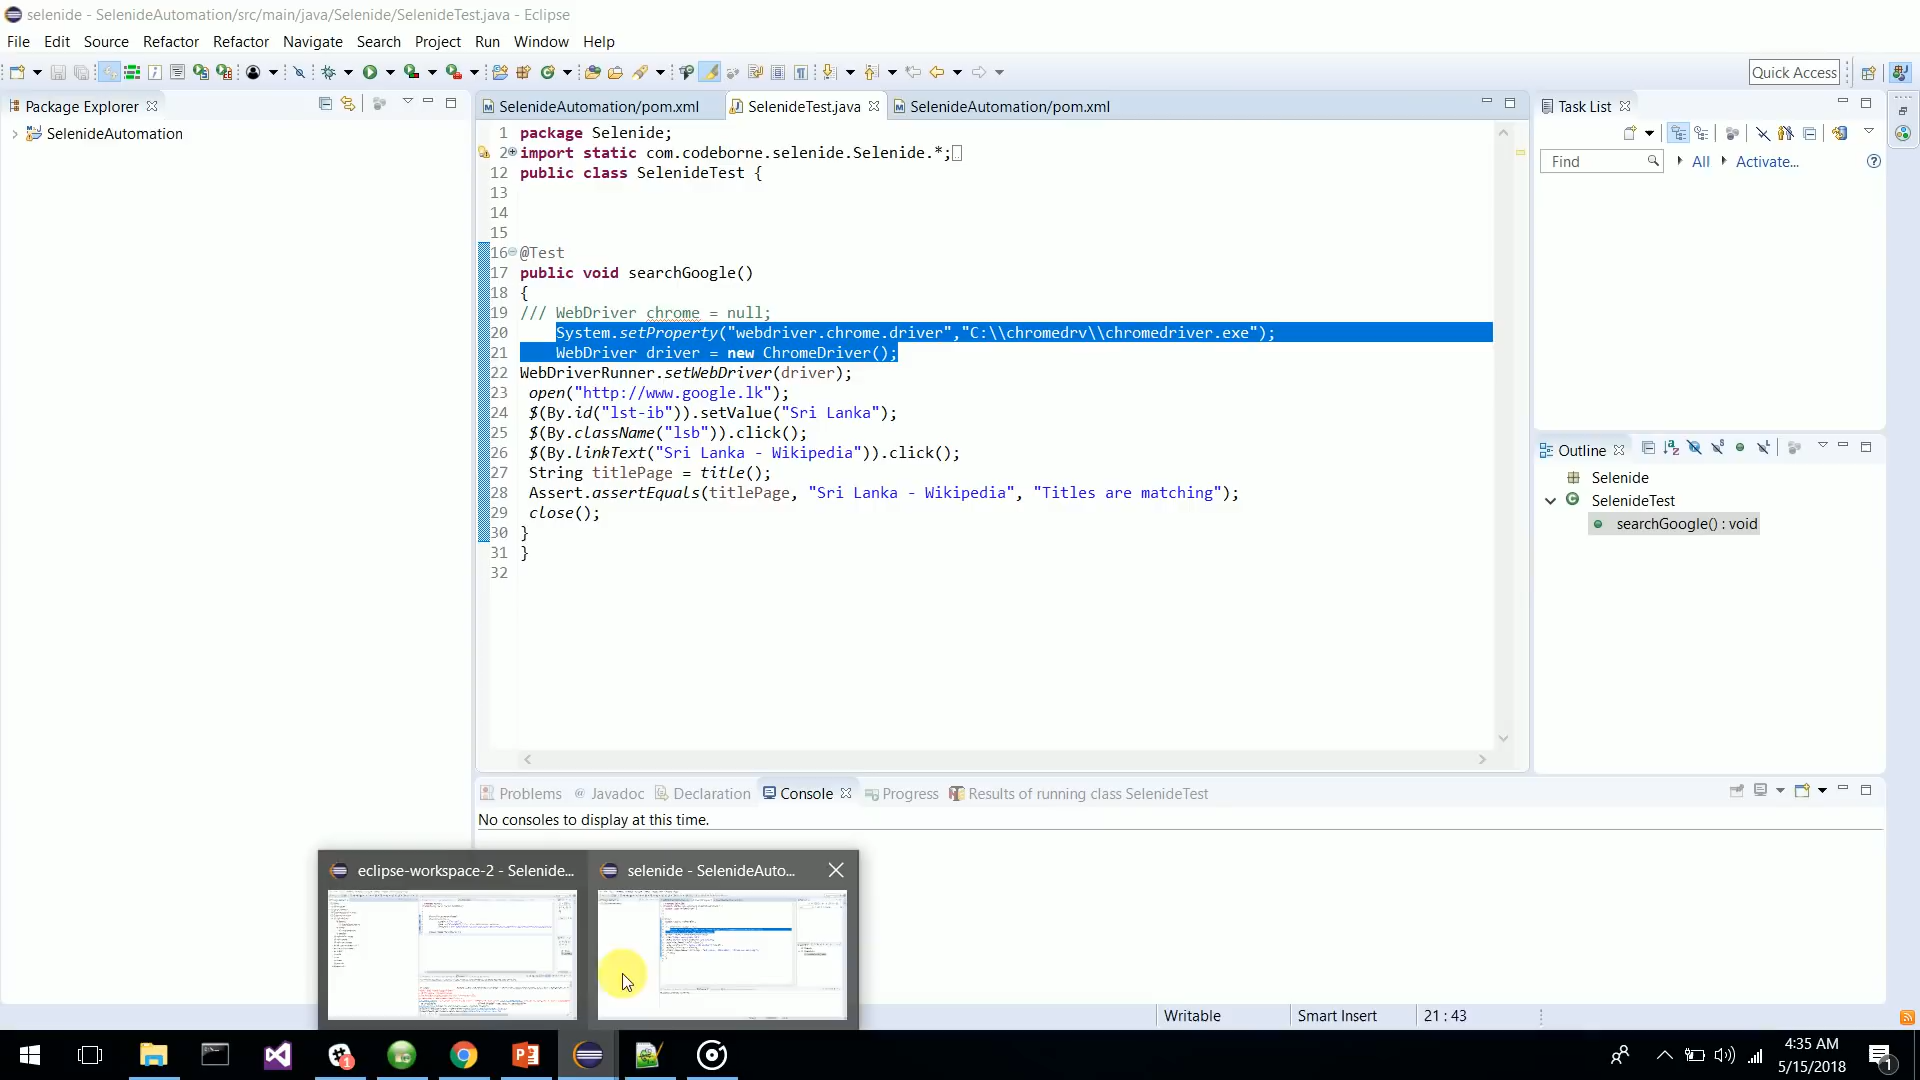 selenide - SelenideAutomation/src/main/java/Selenide/SelenideTest.java - Eclipse
File Edit Source Refactor Refactor Navigate Search Project Run Window Help
Quick Access
Package Explorer
SelenideAutomation
SelenideAutomation/pom.xml SelenideTest.java SelenideAutomation/pom.xml
1 package Selenide;
2 import static com.codeborne.selenide.Selenide.*;
12 public class SelenideTest {
13
14
15
16 @Test
17 public void searchGoogle()
18 {
19 /// WebDriver chrome = null;
20 System.setProperty("webdriver.chrome.driver","C:\\chromedrv\\chromedriver.exe");
21 WebDriver driver = new ChromeDriver();
22 WebDriverRunner.setWebDriver(driver);
23 open("http://www.google.lk");
24 $(By.id("lst-ib")).setValue("Sri Lanka");
25 $(By.className("lsb")).click();
26 $(By.linkText("Sri Lanka - Wikipedia")).click();
27 String titlePage = title();
28 Assert.assertEquals(titlePage, "Sri Lanka - Wikipedia", "Titles are matching");
29 close();
30 }
31 }
32
Task List
Find All Activate...
Outline
Selenide
SelenideTest
searchGoogle() : void
Problems @ Javadoc Declaration Console Progress Results of running class SelenideTest
No consoles to display at this time.
eclipse-workspace-2 - Selenide... selenide - SelenideAuto...
Writable Smart Insert 21 : 43
4:35 AM
5/15/2018
1
1